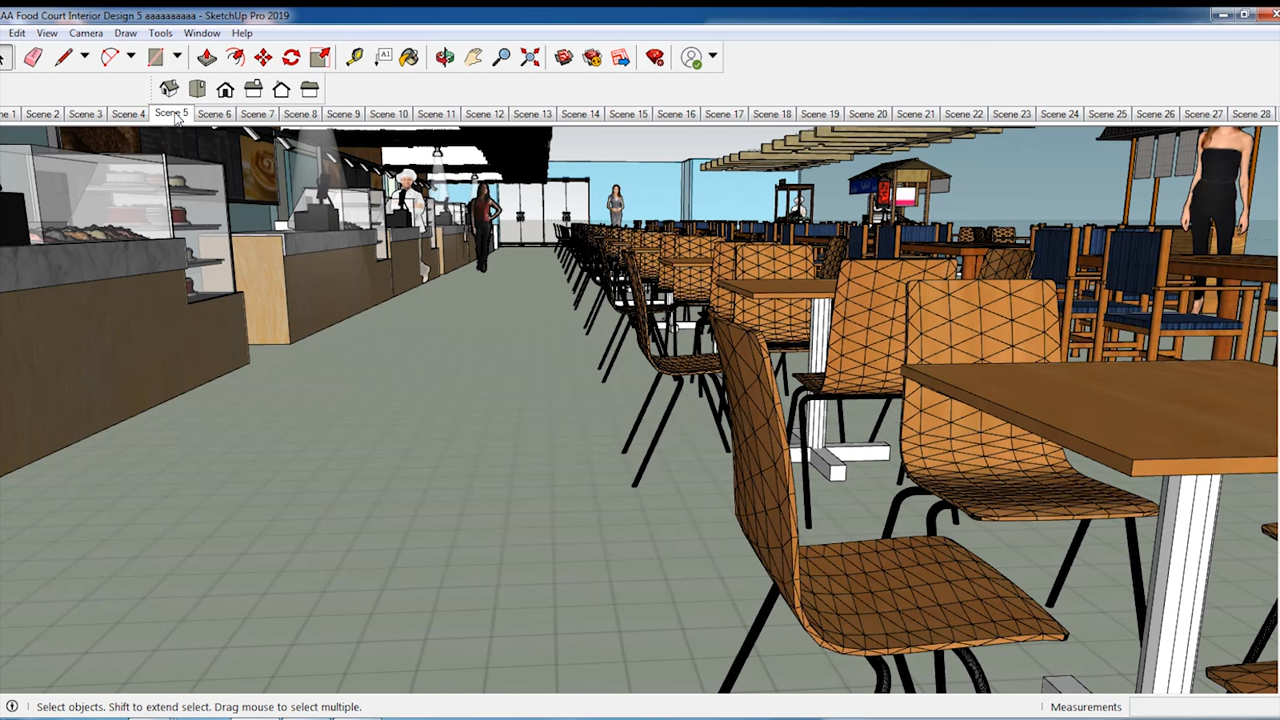 AA Food Court Interior Design 5 aaaaaaaaaa - SketchUp Pro 2019
Edit View Camera Draw Tools Window Help
A1
ne 1 Scene 2 Scene 3 Scene 4 Scene 5 Scene 6 Scene 7 Scene 8 Scene 9 Scene 10 Scene 11 Scene 12 Scene 13 Scene 14 Scene 15 Scene 16 Scene 17 Scene 18 Scene 19 Scene 20 Scene 21 Scene 22 Scene 23 Scene 24 Scene 25 Scene 26 Scene 27 Scene 28
Select objects. Shift to extend select. Drag mouse to select multiple. Measurements